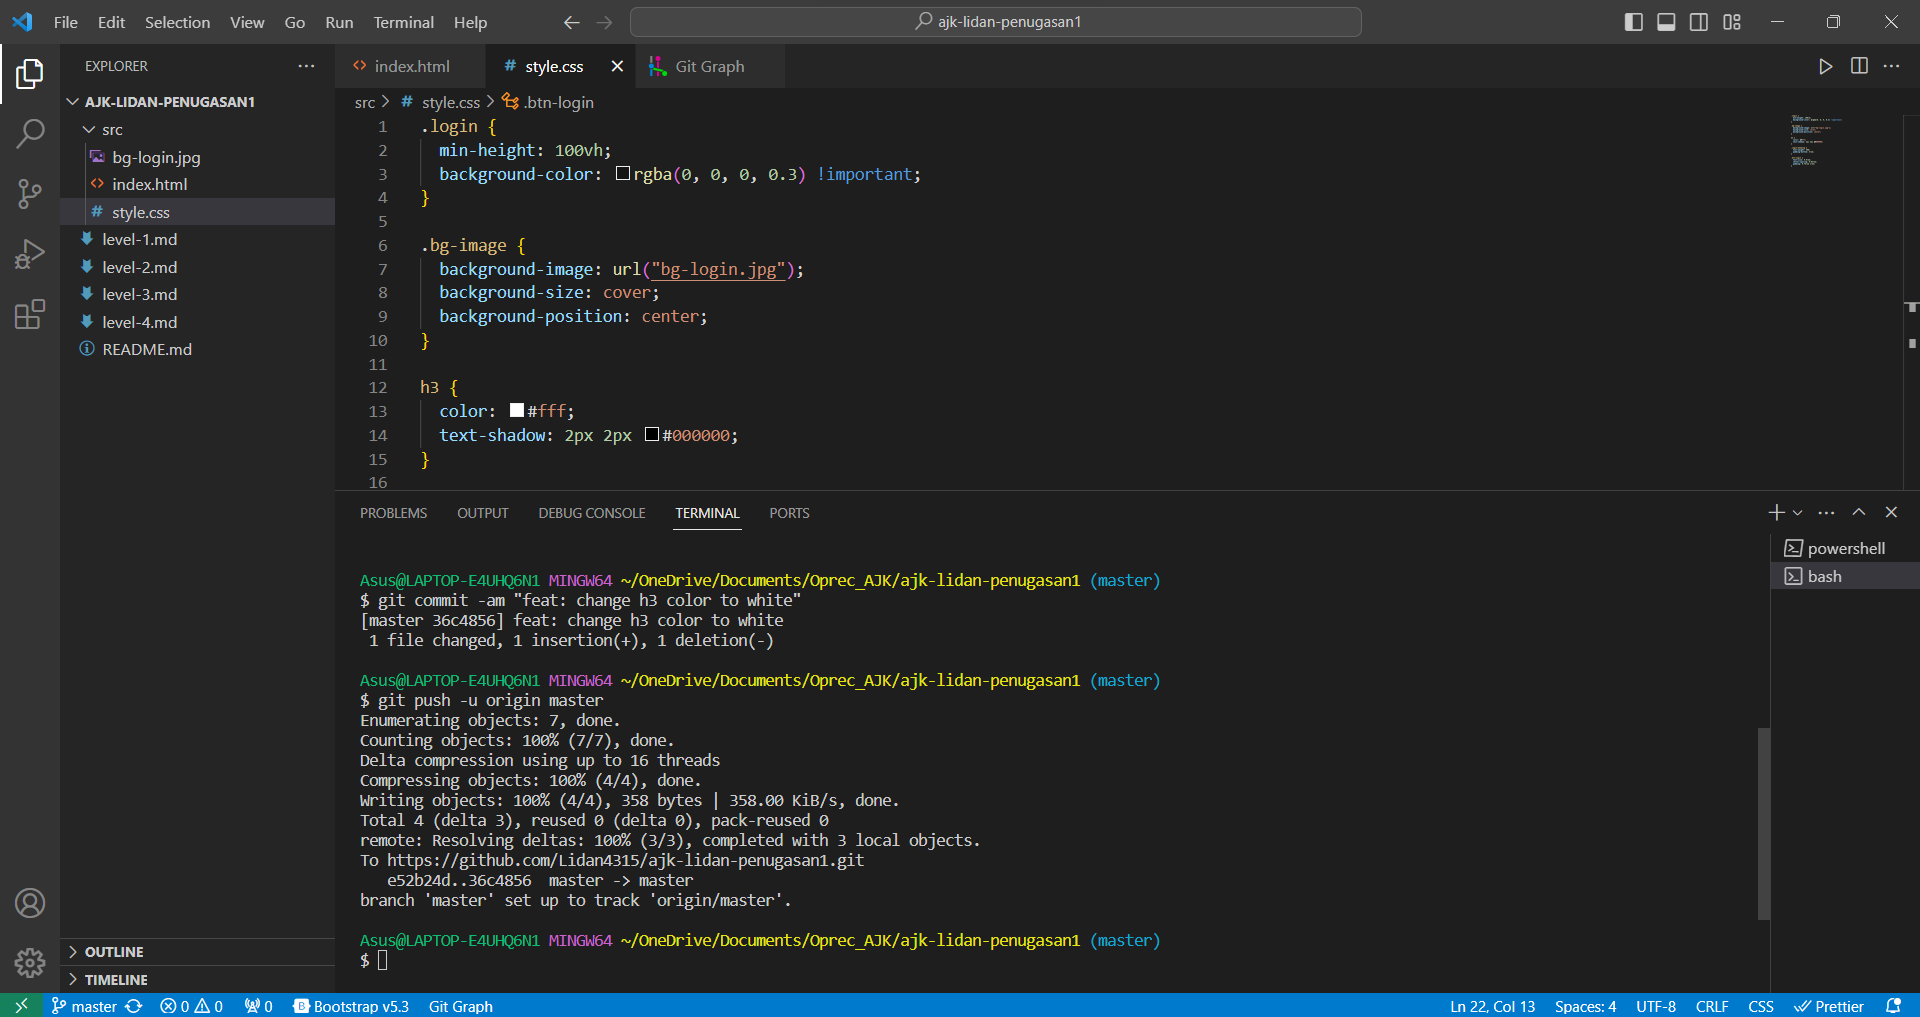 File Edit Selection View Go Run Terminal Help
ajk-lidan-penugasan1
EXPLORER
AJK-LIDAN-PENUGASAN1
src
bg-login.jpg
index.html
style.css
level-1.md
level-2.md
level-3.md
level-4.md
README.md
OUTLINE
TIMELINE
index.html style.css Git Graph
src > style.css > .btn-login
1 .login {
2 min-height: 100vh;
3 background-color: rgba(0, 0, 0, 0.3) !important;
4 }
5
6 .bg-image {
7 background-image: url("bg-login.jpg");
8 background-size: cover;
9 background-position: center;
10 }
11
12 h3 {
13 color: #fff;
14 text-shadow: 2px 2px #000000;
15 }
16
PROBLEMS OUTPUT DEBUG CONSOLE TERMINAL PORTS
powershell
bash
Asus@LAPTOP-E4UHQ6N1 MINGW64 ~/OneDrive/Documents/Oprec_AJK/ajk-lidan-penugasan1 (master)
$ git commit -am "feat: change h3 color to white"
[master 36c4856] feat: change h3 color to white
1 file changed, 1 insertion(+), 1 deletion(-)
Asus@LAPTOP-E4UHQ6N1 MINGW64 ~/OneDrive/Documents/Oprec_AJK/ajk-lidan-penugasan1 (master)
$ git push -u origin master
Enumerating objects: 7, done.
Counting objects: 100% (7/7), done.
Delta compression using up to 16 threads
Compressing objects: 100% (4/4), done.
Writing objects: 100% (4/4), 358 bytes | 358.00 KiB/s, done.
Total 4 (delta 3), reused 0 (delta 0), pack-reused 0
remote: Resolving deltas: 100% (3/3), completed with 3 local objects.
To https://github.com/Lidan4315/ajk-lidan-penugasan1.git
e52b24d..36c4856 master -> master
branch 'master' set up to track 'origin/master'.
Asus@LAPTOP-E4UHQ6N1 MINGW64 ~/OneDrive/Documents/Oprec_AJK/ajk-lidan-penugasan1 (master)
$
master 0 0 0 Bootstrap v5.3 Git Graph Ln 22, Col 13 Spaces: 4 UTF-8 CRLF CSS Prettier